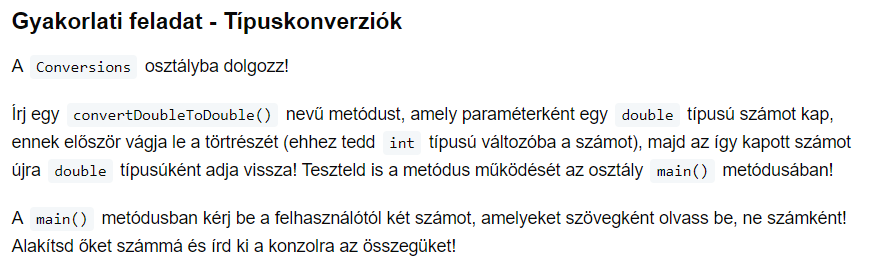 Gyakorlati feladat - Típuskonverziók
A Conversions osztályba dolgozz!
Írj egy convertDoubleToDouble() nevű metódust, amely paraméterként egy double típusú számot kap,
ennek először vágja le a törtrészét (ehhez tedd int típusú változóba a számot), majd az így kapott számot
újra double típusúként adja vissza! Teszteld is a metódus működését az osztály main() metódusában!
A main() metódusban kérj be a felhasználótól két számot, amelyeket szövegként olvass be, ne számként!
Alakítsd őket számmá és írd ki a konzolra az összegüket!